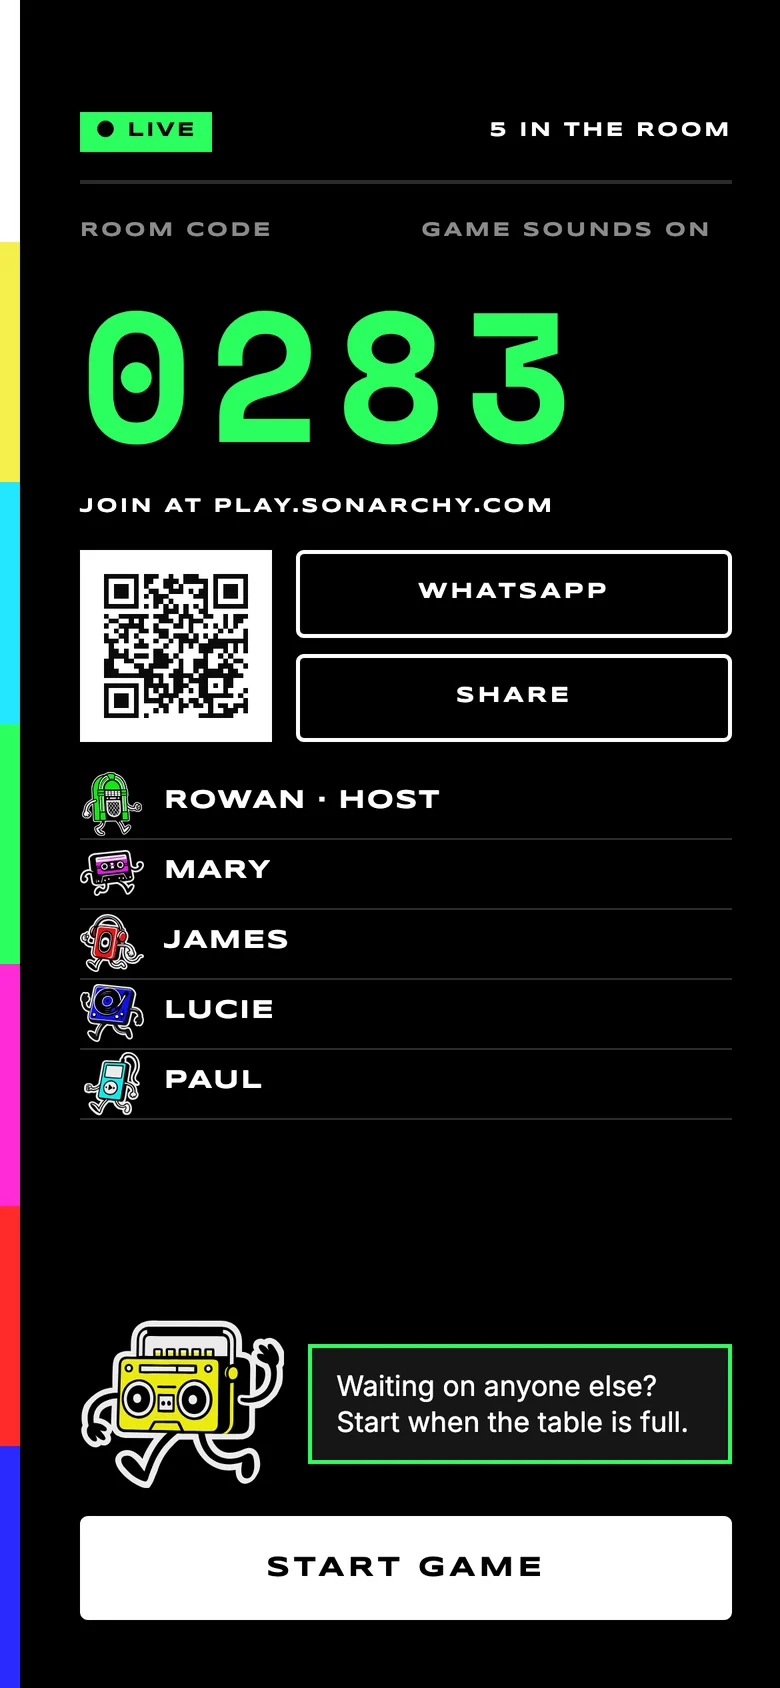 ● LIVE
5 IN THE ROOM
ROOM CODE
GAME SOUNDS ON
0283
JOIN AT PLAY.SONARCHY.COM
WHATSAPP
SHARE
ROWAN · HOST
MARY
JAMES
LUCIE
PAUL
Waiting on anyone else?
Start when the table is full.
START GAME